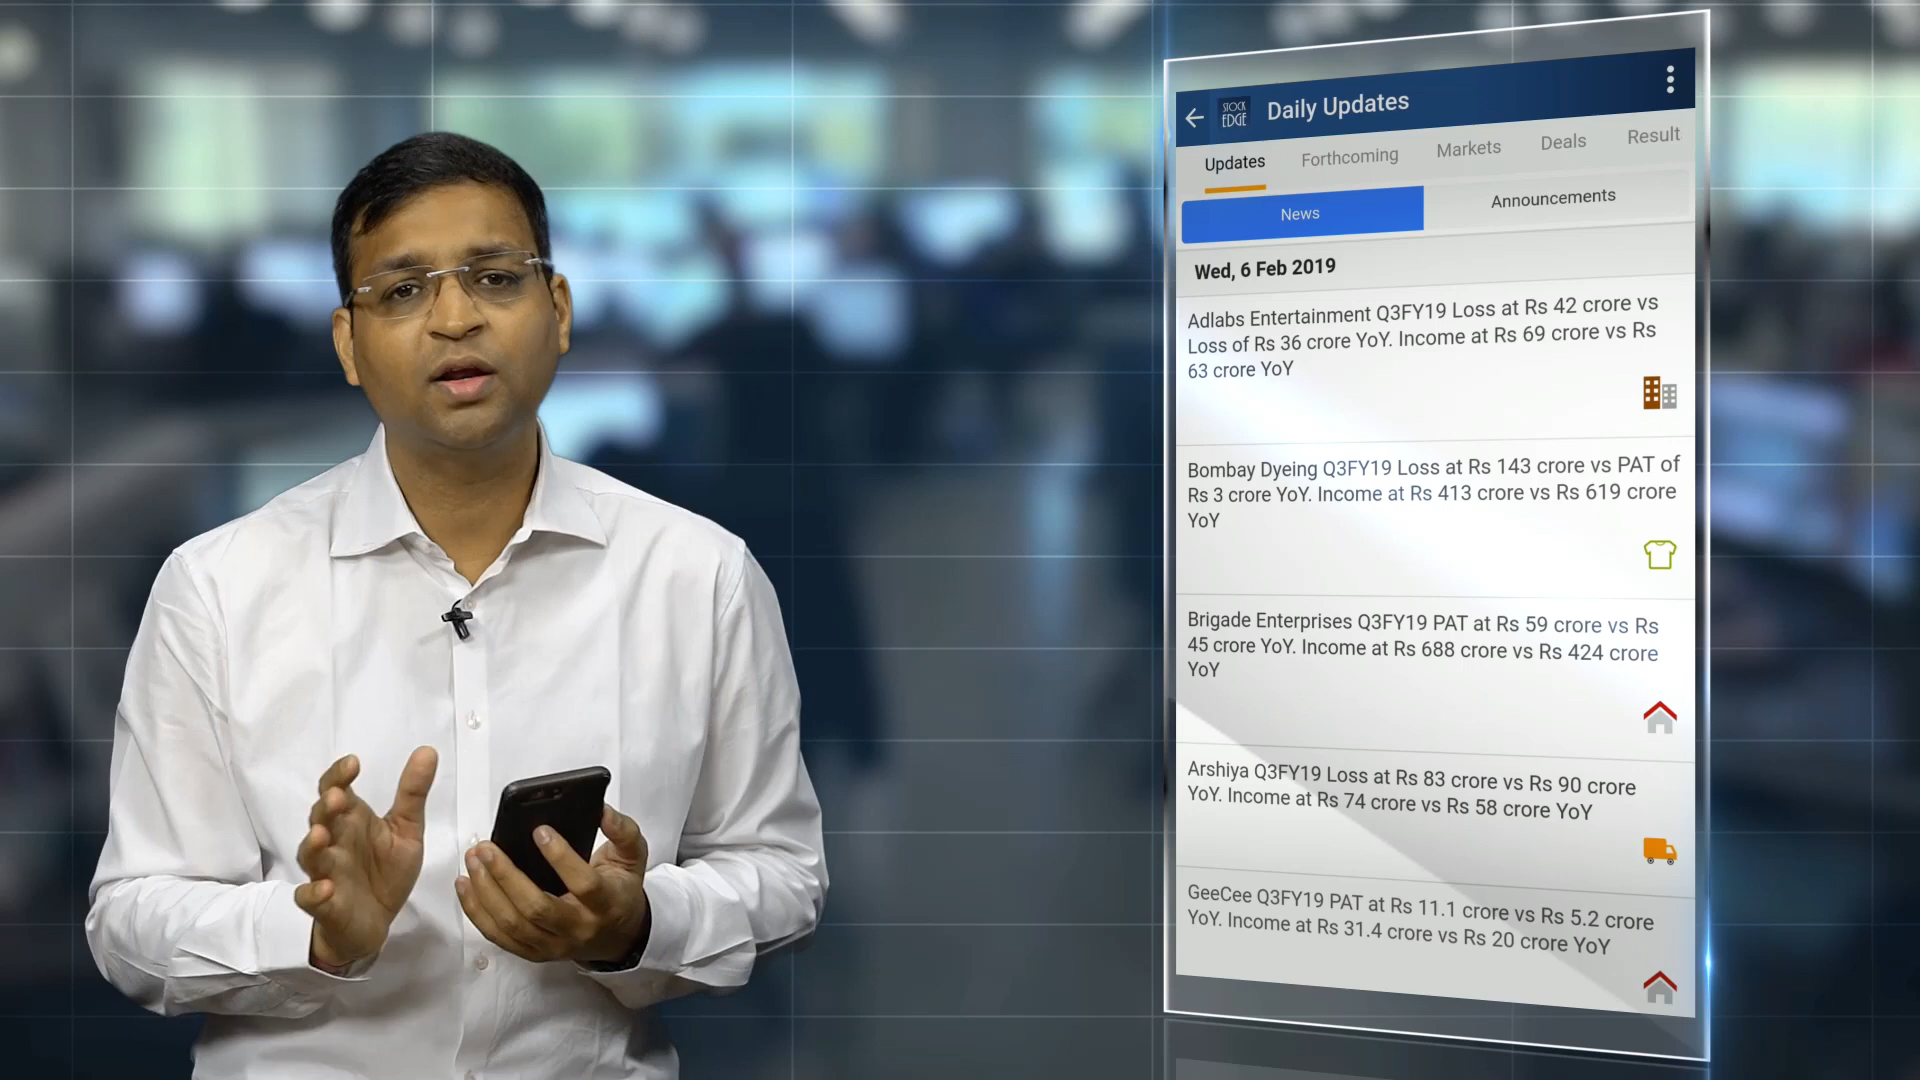 STOCK
EDGE
Daily Updates
Updates
Forthcoming
Markets
Deals
Result
News
Announcements
Wed, 6 Feb 2019
Adlabs Entertainment Q3FY19 Loss at Rs 42 crore vs
Loss of Rs 36 crore YoY. Income at Rs 69 crore vs Rs
63 crore YoY
Bombay Dyeing Q3FY19 Loss at Rs 143 crore vs PAT of
Rs 3 crore YoY. Income at Rs 413 crore vs Rs 619 crore
YoY
Brigade Enterprises Q3FY19 PAT at Rs 59 crore vs Rs
45 crore YoY. Income at Rs 688 crore vs Rs 424 crore
YoY
Arshiya Q3FY19 Loss at Rs 83 crore vs Rs 90 crore
YoY. Income at Rs 74 crore vs Rs 58 crore YoY
GeeCee Q3FY19 PAT at Rs 11.1 crore vs Rs 5.2 crore
YoY. Income at Rs 31.4 crore vs Rs 20 crore YoY